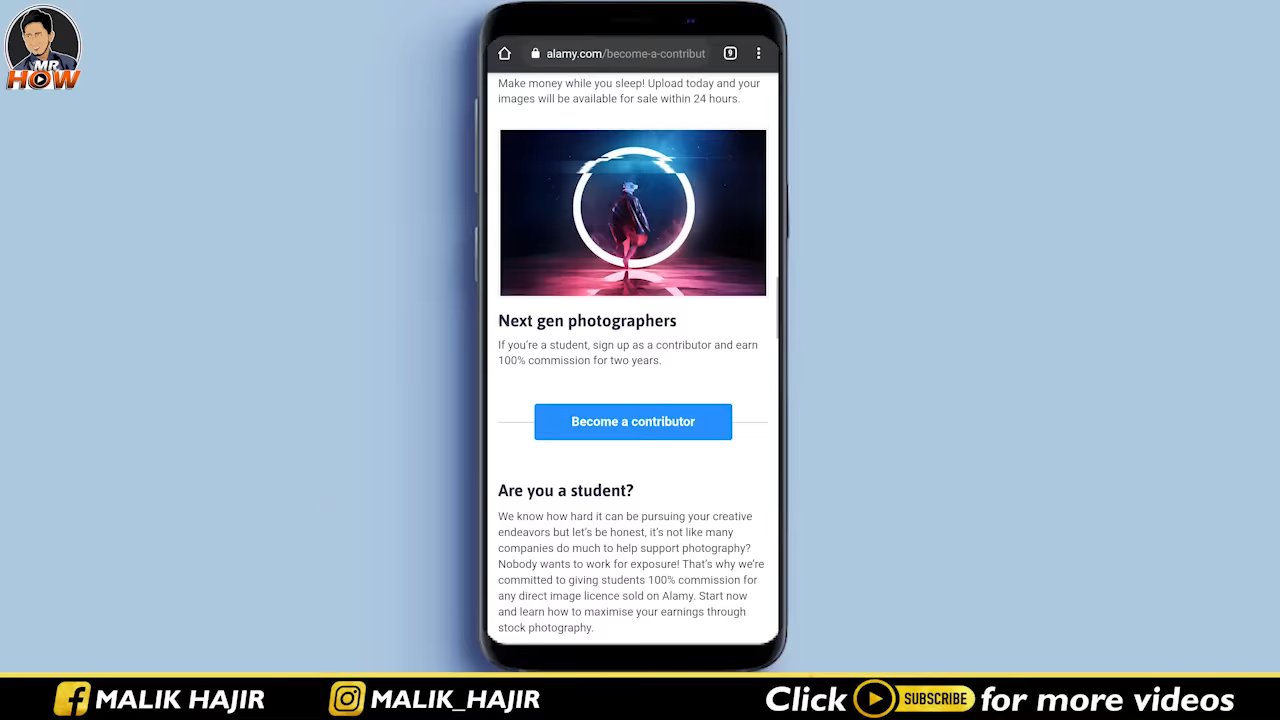 MR
HOW
9
alamy.com/become-a-contribut
Make money while you sleep! Upload today and your
images will be available for sale within 24 hours.
Next gen photographers
If you're a student, sign up as a contributor and earn
100% commission for two years.
Become a contributor
Are you a student?
We know how hard it can be pursuing your creative
endeavors but let's be honest, it's not like many
companies do much to help support photography?
Nobody wants to work for exposure! That's why we're
committed to giving students 100% commission for
any direct image licence sold on Alamy. Start now
and learn how to maximise your earnings through
stock photography.
MALIK HAJIR
MALIK_HAJIR
Click SUBSCRIBE for more videos